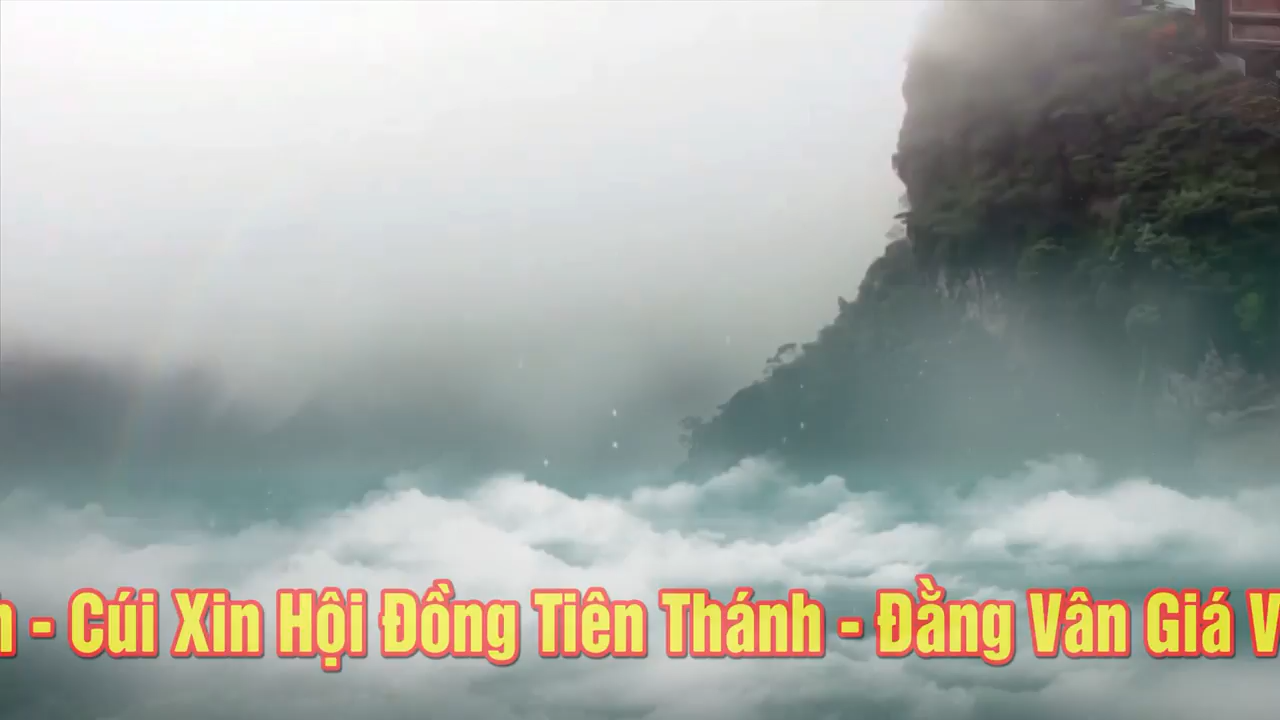 - Cúi Xin Hội Đồng Tiên Thánh - Đằng Vân Giá